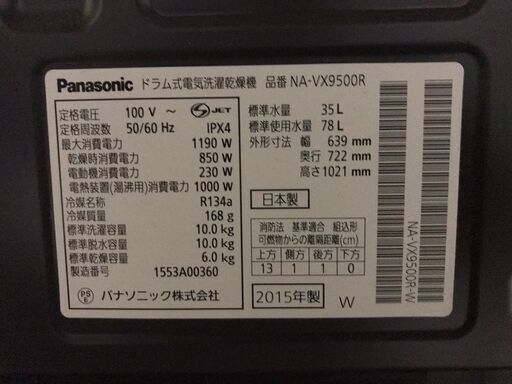 Panasonic ドラム式電気洗濯乾燥機 品番 NA-VX9500R
定格電圧 100 V ～
定格周波数 50/60 Hz
JET
IPX4
最大消費電力 1190 W
乾燥時消費電力 850 W
電動機消費電力 230 W
電熱装置(湯沸用)消費電力 1000 W
冷媒名称 R134a
冷媒質量 168 g
標準洗濯容量 10.0 kg
標準脱水容量 10.0 kg
標準乾燥容量 6.0 kg
製造番号 1553A00360
PS E パナソニック株式会社
標準水量 35 L
標準使用水量 78 L
外形寸法 幅 639 mm
奥行 722 mm
高さ 1021 mm
日本製
消防法 基準適合 組込形
可燃物からの離隔距離(cm)
上方 側方 後方 下方
13 1 1 0
2015年製 W
NA-VX9500R-W